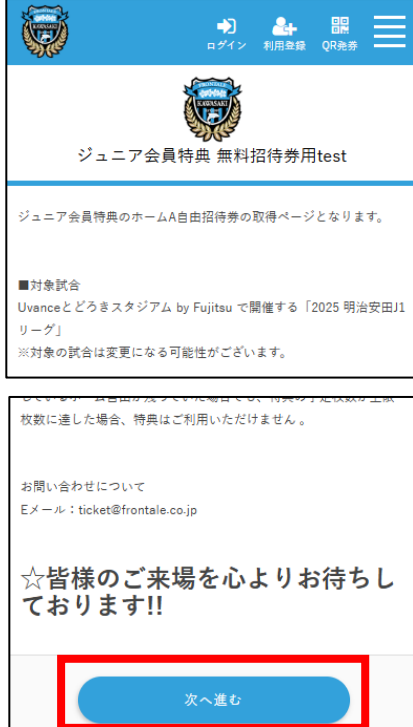 FRONTALE
KAWASAKI
ログイン 利用登録 QR発券
FRONTALE
KAWASAKI
ジュニア会員特典 無料招待券用test
ジュニア会員特典のホームA自由招待券の取得ページとなります。
■対象試合
Uvanceとどろきスタジアム by Fujitsu で開催する「2025 明治安田J1
リーグ」
※対象の試合は変更になる可能性がございます。
枚数に達した場合、特典はご利用いただけません。
お問い合わせについて
Eメール：ticket@frontale.co.jp
☆皆様のご来場を心よりお待ちし
ております!!
次へ進む